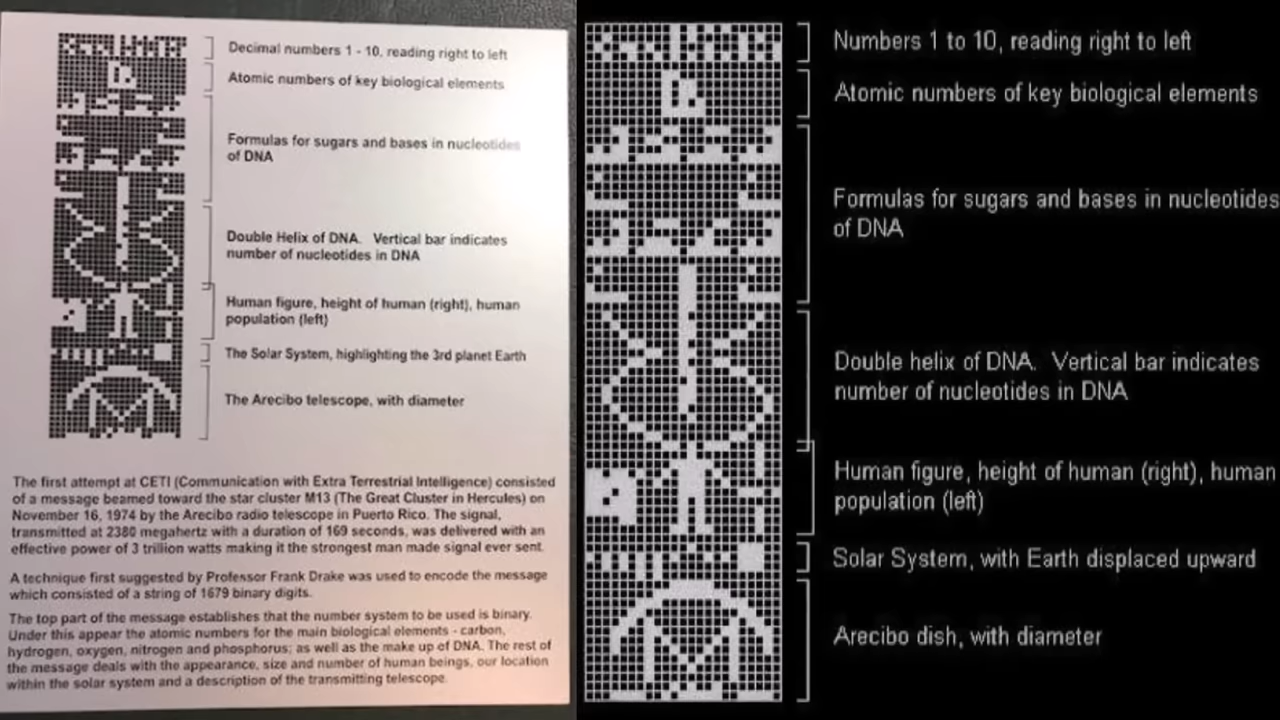 Decimal numbers 1 - 10, reading right to left
Atomic numbers of key biological elements
Formulas for sugars and bases in nucleotides
of DNA
Double Helix of DNA. Vertical bar indicates
number of nucleotides in DNA
Human figure, height of human (right), human
population (left)
The Solar System, highlighting the 3rd planet Earth
The Arecibo telescope, with diameter
The first attempt at CETI (Communication with Extra Terrestrial Intelligence) consisted
of a message beamed toward the star cluster M13 (The Great Cluster in Hercules) on
November 16, 1974 by the Arecibo radio telescope in Puerto Rico. The signal,
transmitted at 2380 megahertz with a duration of 169 seconds, was delivered with an
effective power of 3 trillion watts making it the strongest man made signal ever sent.
A technique first suggested by Professor Frank Drake was used to encode the message
which consisted of a string of 1679 binary digits.
The top part of the message establishes that the number system to be used is binary.
Under this appear the atomic numbers for the main biological elements - carbon,
hydrogen, oxygen, nitrogen and phosphorus; as well as the make up of DNA. The rest of
the message deals with the appearance, size and number of human beings, our location
within the solar system and a description of the transmitting telescope.
Numbers 1 to 10, reading right to left
Atomic numbers of key biological elements
Formulas for sugars and bases in nucleotides
of DNA
Double helix of DNA. Vertical bar indicates
number of nucleotides in DNA
Human figure, height of human (right), human
population (left)
Solar System, with Earth displaced upward
Arecibo dish, with diameter